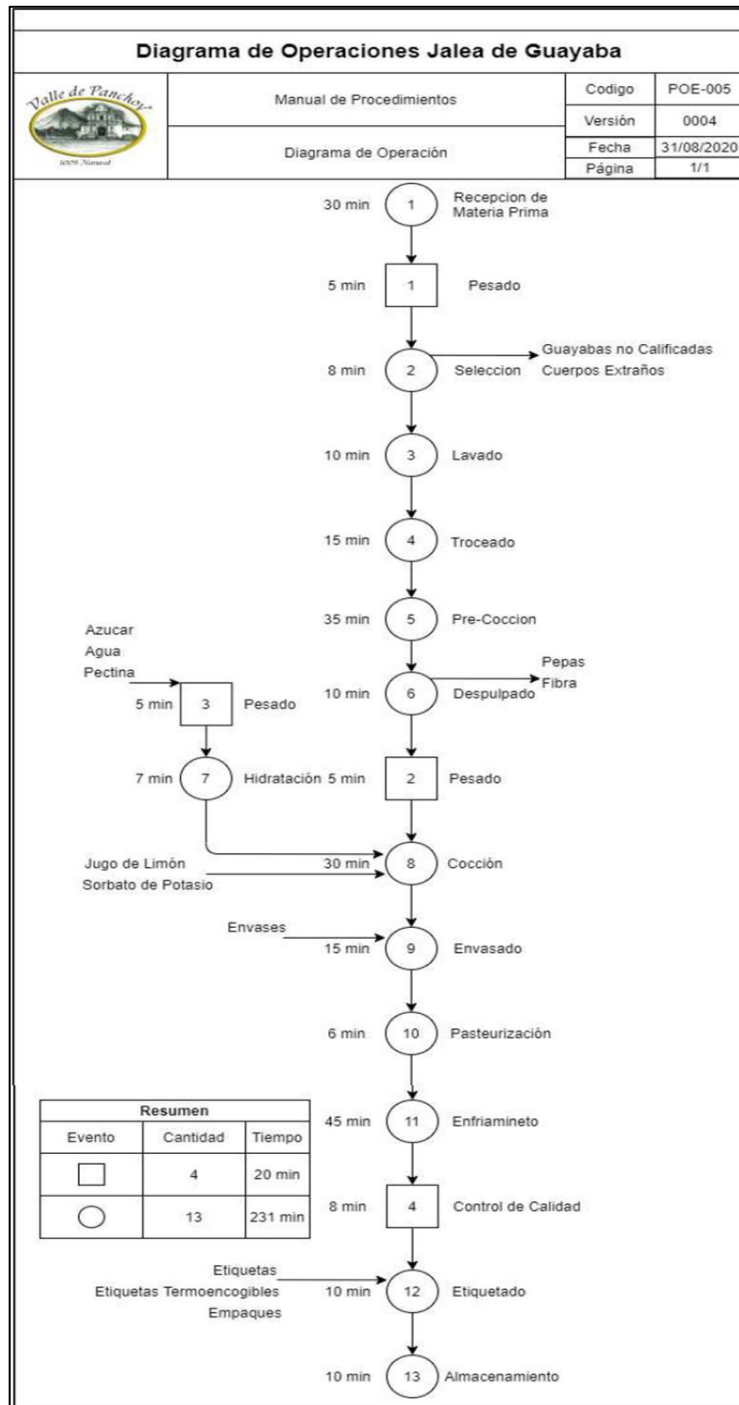 Diagrama de Operaciones Jalea de Guayaba
Valle de Panchoy
100% Natural
Manual de Procedimientos
Diagrama de Operación
Codigo POE-005
Versión 0004
Fecha 31/08/2020
Página 1/1
30 min 1 Recepcion de
Materia Prima
5 min 1 Pesado
8 min 2 Seleccion
Guayabas no Calificadas
Cuerpos Extraños
10 min 3 Lavado
15 min 4 Troceado
35 min 5 Pre-Coccion
10 min 6 Despulpado
Pepas
Fibra
Azucar
Agua
Pectina
5 min 3 Pesado
7 min 7 Hidratación
5 min 2 Pesado
Jugo de Limón
Sorbato de Potasio
30 min 8 Cocción
Envases
15 min 9 Envasado
6 min 10 Pasteurización
45 min 11 Enfriamineto
8 min 4 Control de Calidad
Etiquetas
Etiquetas Termoencogibles
Empaques
10 min 12 Etiquetado
10 min 13 Almacenamiento
Resumen
Evento Cantidad Tiempo
4 20 min
13 231 min